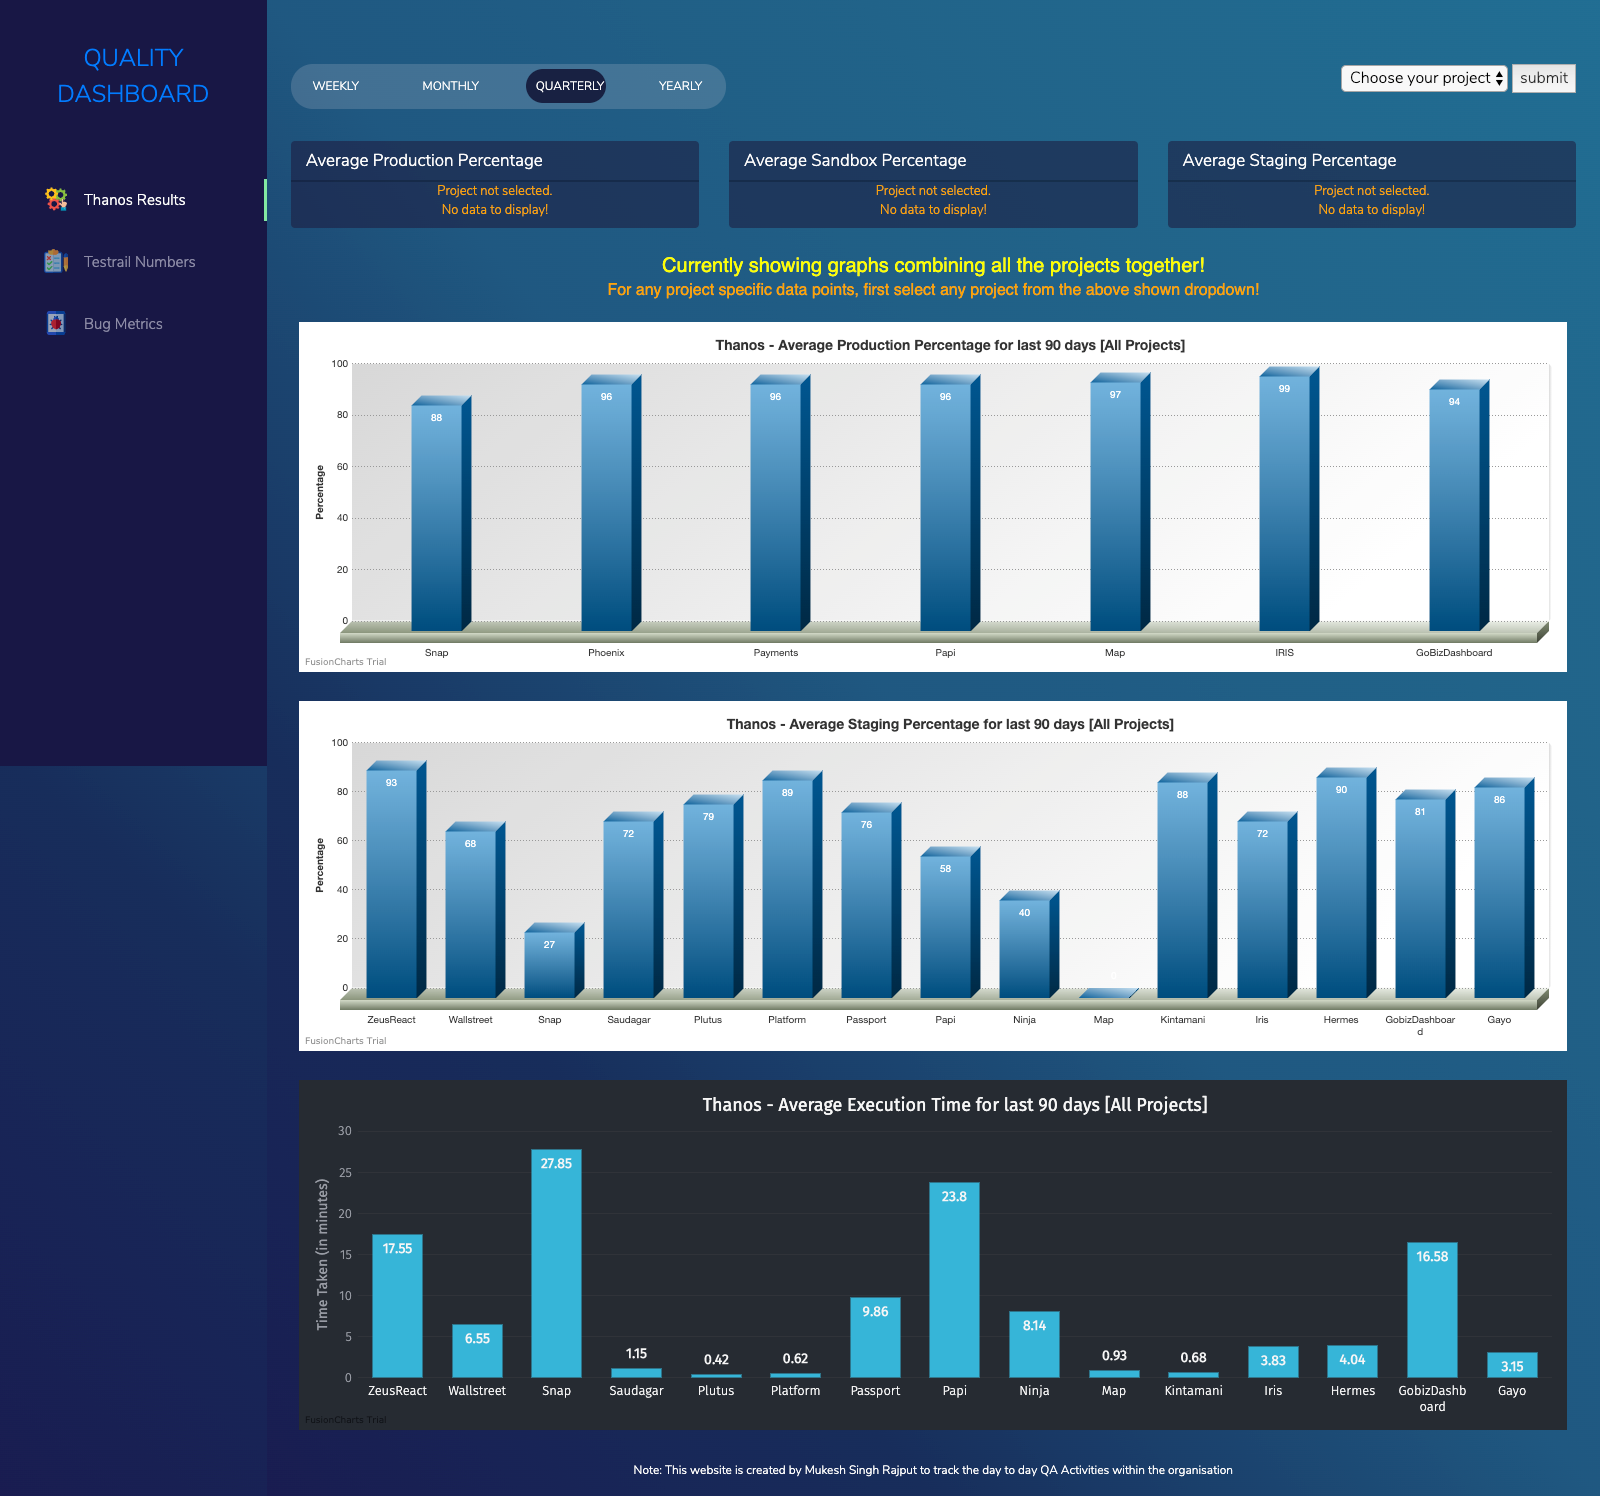 QUALITY
DASHBOARD
Thanos Results
Testrail Numbers
Bug Metrics
WEEKLY MONTHLY QUARTERLY YEARLY
Choose your project submit
Average Production Percentage
Project not selected.
No data to display!
Average Sandbox Percentage
Project not selected.
No data to display!
Average Staging Percentage
Project not selected.
No data to display!
Currently showing graphs combining all the projects together!
For any project specific data points, first select any project from the above shown dropdown!
Thanos - Average Production Percentage for last 90 days [All Projects]
Percentage
100
80
60
40
20
0
88 96 96 96 97 99 94
Snap Phoenix Payments Papi Map IRIS GoBizDashboard
FusionCharts Trial
Thanos - Average Staging Percentage for last 90 days [All Projects]
Percentage
100
80
60
40
20
0
93 68 27 72 79 89 76 58 40 88 72 90 81 86
ZeusReact Wallstreet Snap Saudagar Plutus Platform Passport Papi Ninja Map Kintamani Iris Hermes GobizDashboar Gayo
d
FusionCharts Trial
Thanos - Average Execution Time for last 90 days [All Projects]
Time Taken (in minutes)
30
25
20
15
10
5
0
17.55 6.55 27.85 1.15 0.42 0.62 9.86 23.8 8.14 0.93 0.68 3.83 4.04 16.58 3.15
ZeusReact Wallstreet Snap Saudagar Plutus Platform Passport Papi Ninja Map Kintamani Iris Hermes GobizDashb Gayo
oard
FusionCharts Trial
Note: This website is created by Mukesh Singh Rajput to track the day to day QA Activities within the organisation